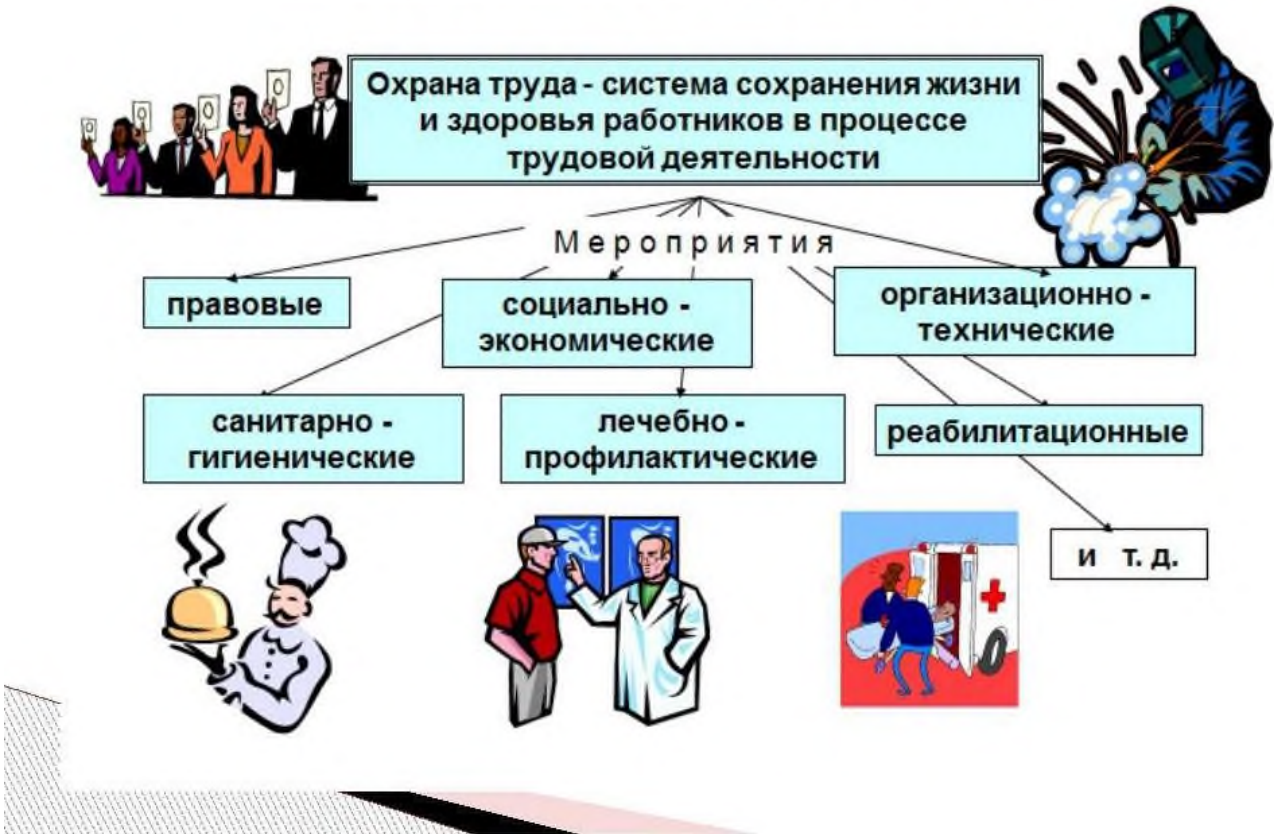 Охрана труда - система сохранения жизни
и здоровья работников в процессе
трудовой деятельности
Мероприятия
правовые
социально -
экономические
организационно -
технические
санитарно -
гигиенические
лечебно -
профилактические
реабилитационные
и т. д.